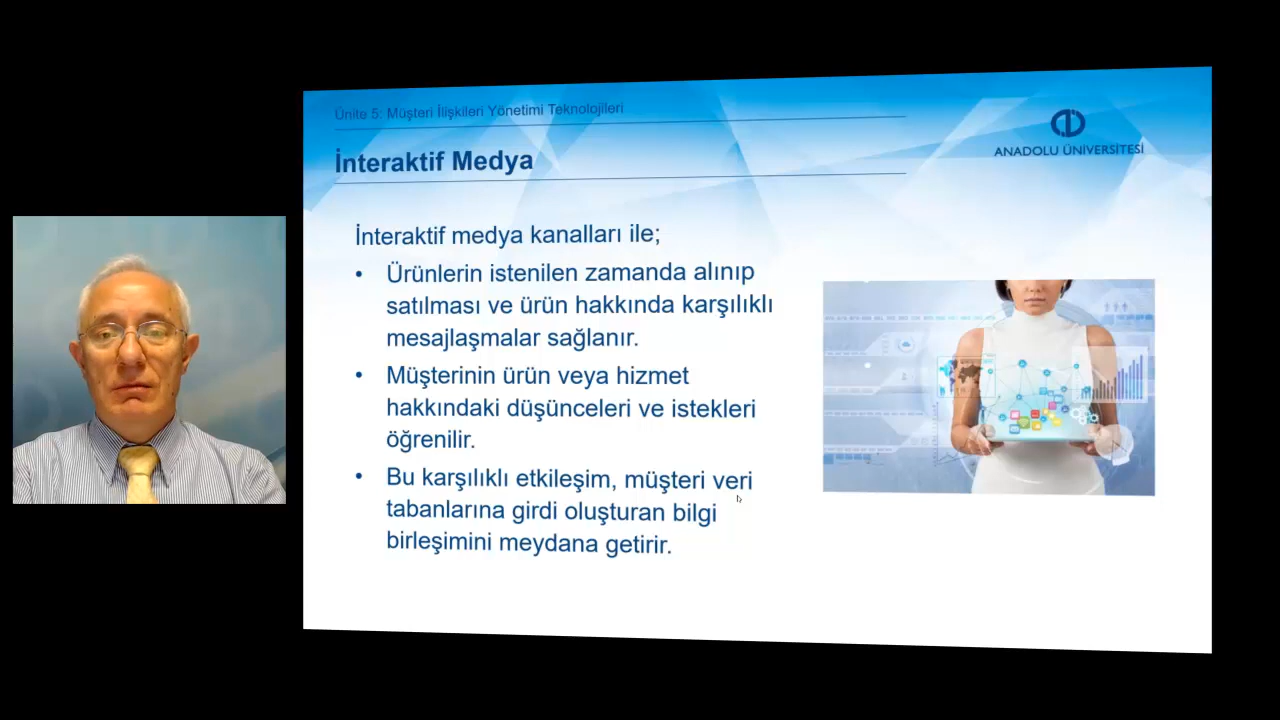 Ünite 5: Müşteri İlişkileri Yönetimi Teknolojileri
İnteraktif Medya
ANADOLU ÜNİVERSİTESİ
İnteraktif medya kanalları ile;
• Ürünlerin istenilen zamanda alınıp
satılması ve ürün hakkında karşılıklı
mesajlaşmalar sağlanır.
• Müşterinin ürün veya hizmet
hakkındaki düşünceleri ve istekleri
öğrenilir.
• Bu karşılıklı etkileşim, müşteri veri
tabanlarına girdi oluşturan bilgi
birleşimini meydana getirir.